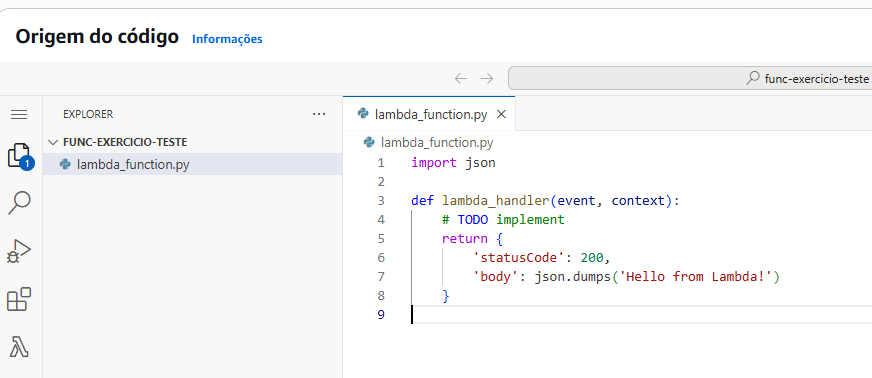 Origem do código Informações
func-exercicio-teste
EXPLORER ...
lambda_function.py
FUNC-EXERCICIO-TESTE
lambda_function.py
1
lambda_function.py
1 import json
2
3 def lambda_handler(event, context):
4     # TODO implement
5     return {
6         'statusCode': 200,
7         'body': json.dumps('Hello from Lambda!')
8     }
9